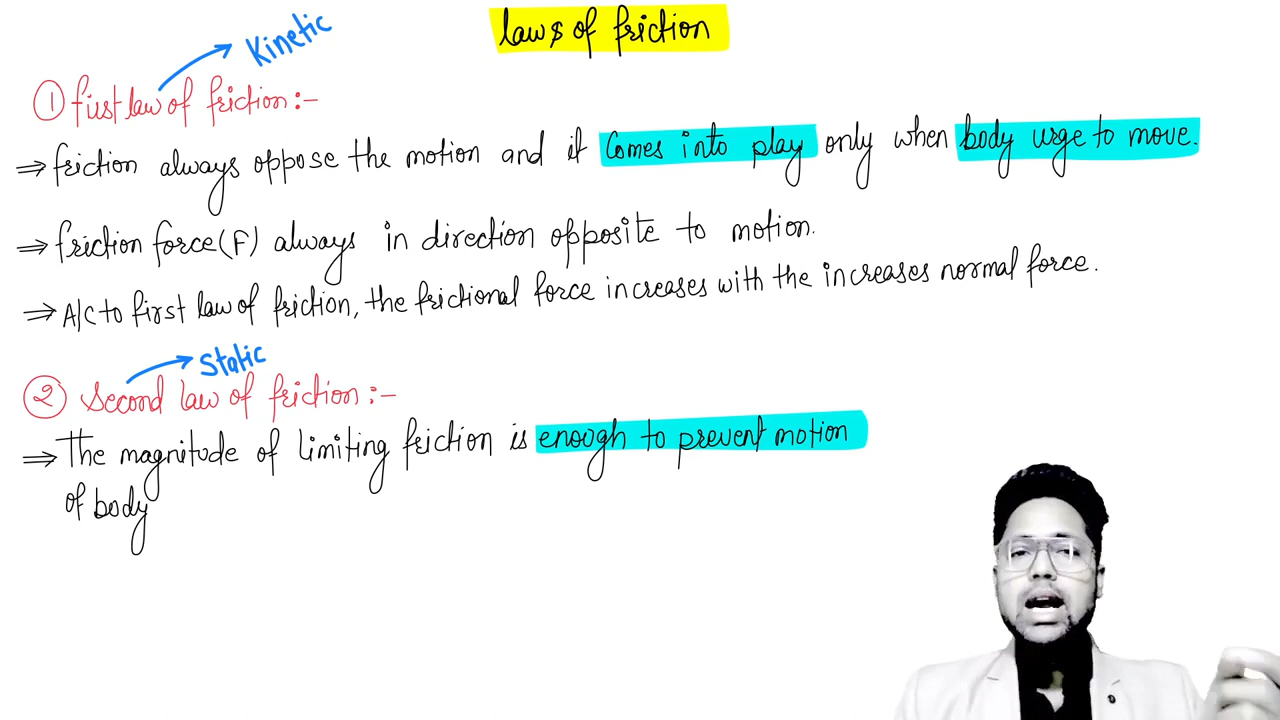 laws of friction
Kinetic
① first law of friction :-
⇒ friction always oppose the motion and it Comes into play only when body urge to move.
⇒ friction force(F) always in direction opposite to motion.
⇒ A/C to first law of friction, the frictional force increases with the increases normal force.
Static
② Second law of friction :-
⇒ The magnitude of limiting friction is enough to prevent motion
of body